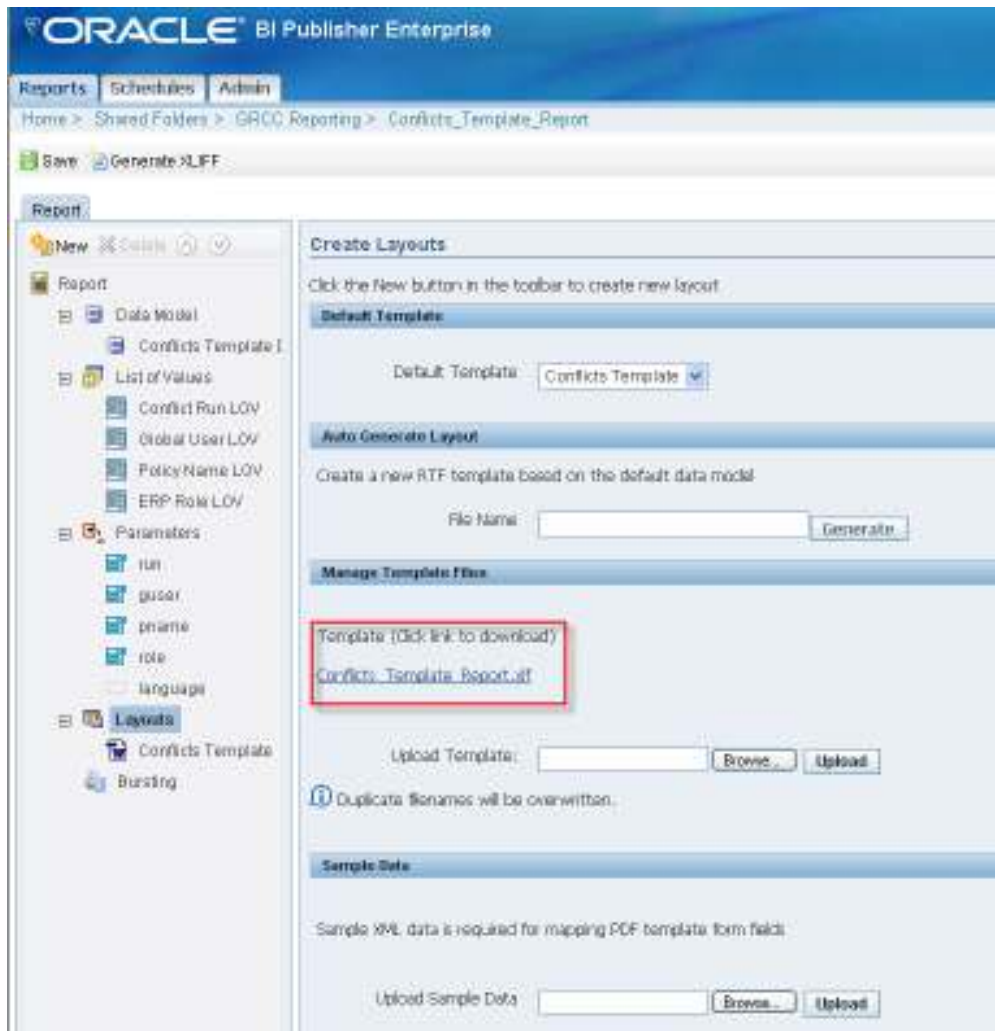 ORACLE BI Publisher Enterprise
Reports Schedules Admin
Home > Shared Folders > GRCC Reporting > Conflicts_Template_Report
Save Generate XLIFF
Report
New Delete
Report
Data Model
Conflicts Template
List of Values
Conflict Run LOV
Global User LOV
Policy Name LOV
ERP Role LOV
Parameters
run
guser
pname
role
language
Layouts
Conflicts Template
Bursting
Create Layouts
Click the New button in the toolbar to create new layout
Default Template
Default Template Conflicts Template
Auto Generate Layout
Create a new RTF template based on the default data model
File Name Generate
Manage Template Files
Template (Click link to download)
Conflicts_Template_Report.rtf
Upload Template: Browse... Upload
Duplicate filenames will be overwritten.
Sample Data
Sample XML data is required for mapping PDF template form fields
Upload Sample Data Browse... Upload